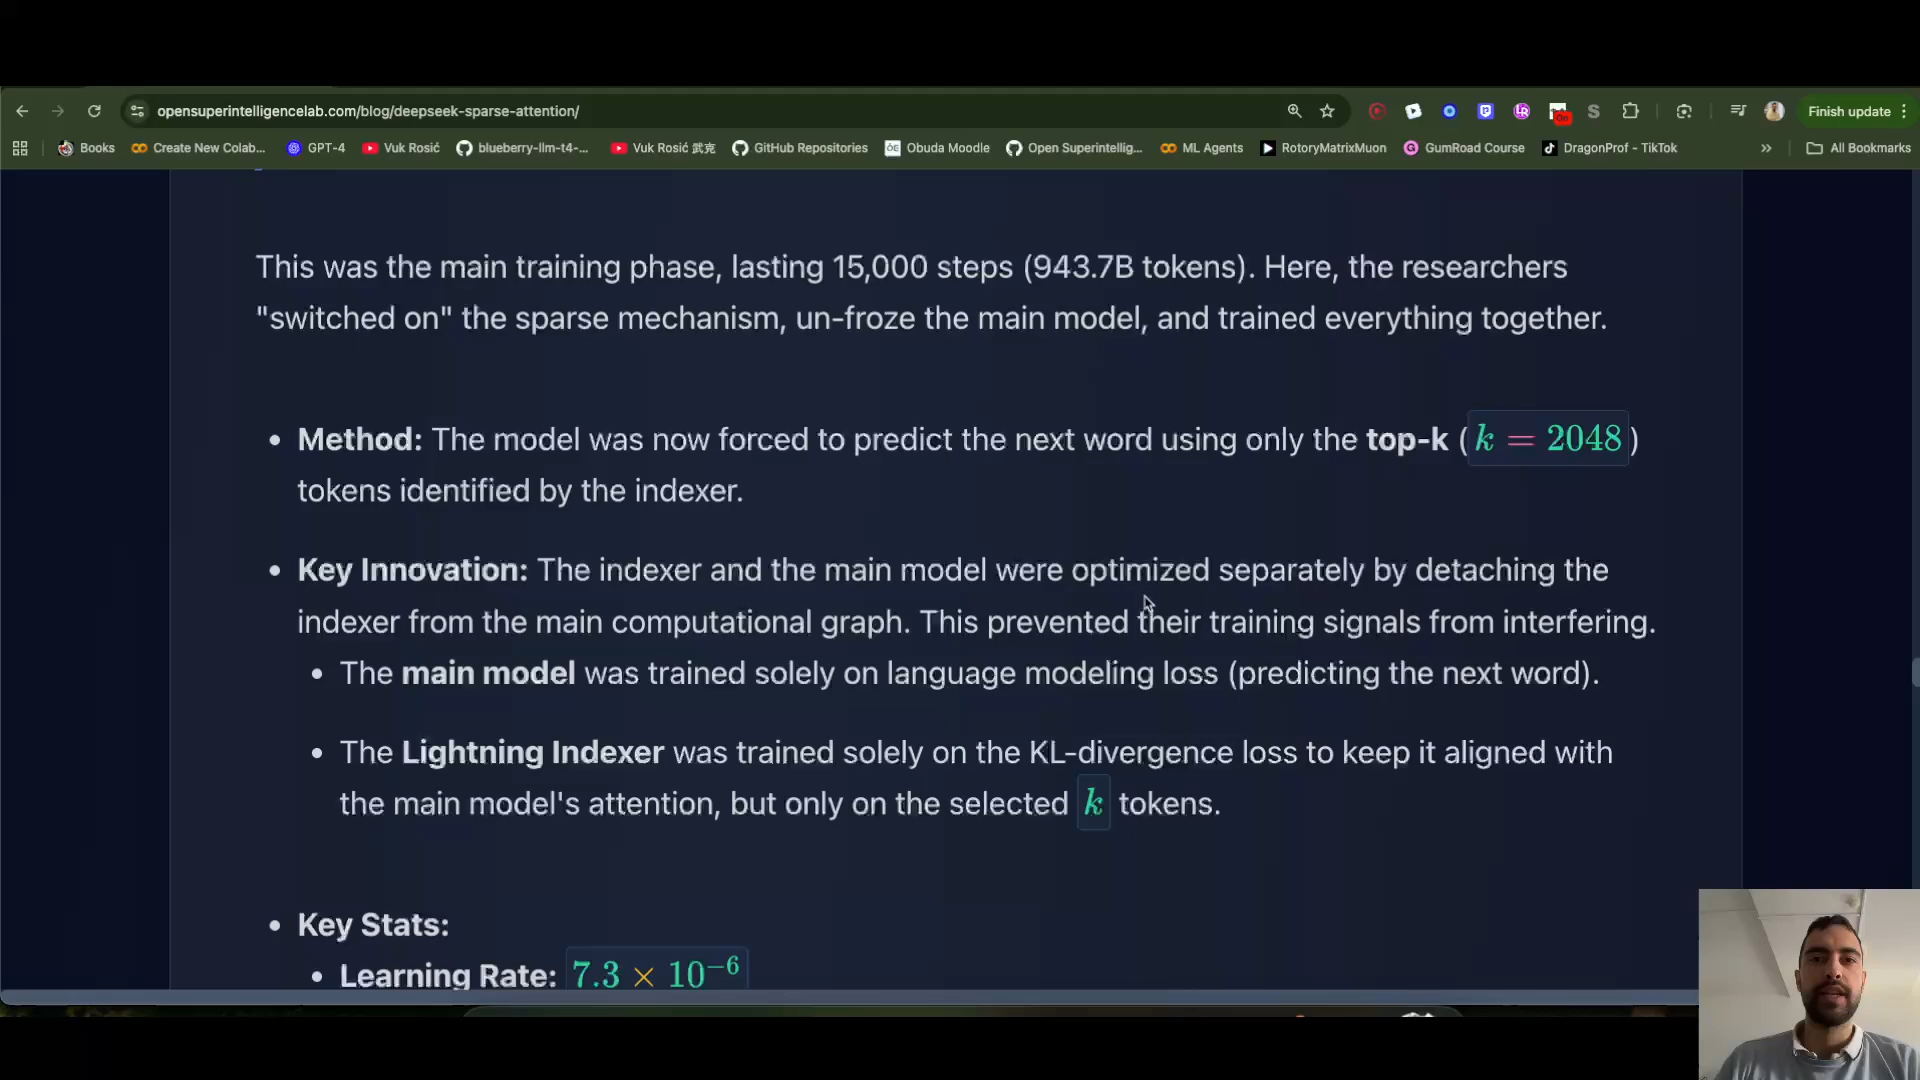 opensuperintelligencelab.com/blog/deepseek-sparse-attention/
Finish update
Books
Create New Colab...
GPT-4
Vuk Rosić
blueberry-llm-t4-...
Vuk Rosić 武克
GitHub Repositories
Obuda Moodle
Open Superintellig...
ML Agents
RotoryMatrixMuon
GumRoad Course
DragonProf - TikTok
All Bookmarks
This was the main training phase, lasting 15,000 steps (943.7B tokens). Here, the researchers
"switched on" the sparse mechanism, un-froze the main model, and trained everything together.
• Method: The model was now forced to predict the next word using only the top-k (k = 2048)
tokens identified by the indexer.
• Key Innovation: The indexer and the main model were optimized separately by detaching the
indexer from the main computational graph. This prevented their training signals from interfering.
• The main model was trained solely on language modeling loss (predicting the next word).
• The Lightning Indexer was trained solely on the KL-divergence loss to keep it aligned with
the main model's attention, but only on the selected k tokens.
• Key Stats:
• Learning Rate: 7.3 × 10⁻⁶